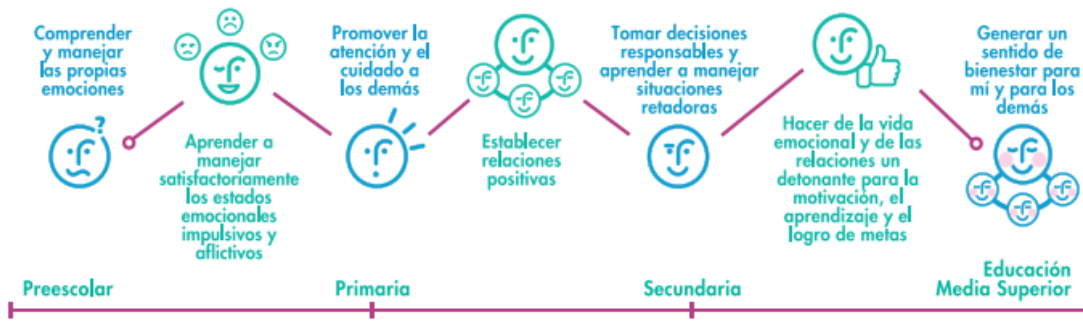 Comprender
y manejar
las propias
emociones
Aprender a
manejar
satisfactoriamente
los estados
emocionales
impulsivos y
aflictivos
Promover la
atención y el
cuidado a
los demás
Establecer
relaciones
positivas
Tomar decisiones
responsables y
aprender a manejar
situaciones
retadoras
Hacer de la vida
emocional y de las
relaciones un
detonante para la
motivación, el
aprendizaje y el
logro de metas
Generar un
sentido de
bienestar para
mí y para los
demás
?
Preescolar
Primaria
Secundaria
Educación
Media Superior